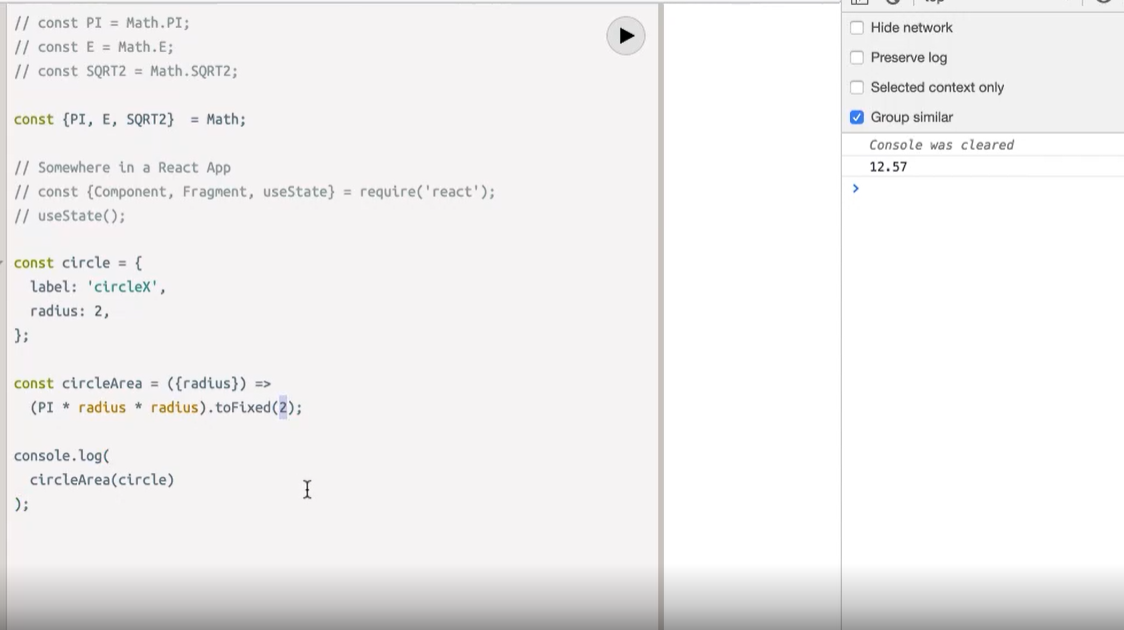 // const PI = Math.PI;
// const E = Math.E;
// const SQRT2 = Math.SQRT2;
const {PI, E, SQRT2}  = Math;
// Somewhere in a React App
// const {Component, Fragment, useState} = require('react');
// useState();
const circle = {
  label: 'circleX',
  radius: 2,
};
const circleArea = ({radius}) =>
  (PI * radius * radius).toFixed(2);
console.log(
  circleArea(circle)
);
Hide network
Preserve log
Selected context only
Group similar
Console was cleared
12.57
>